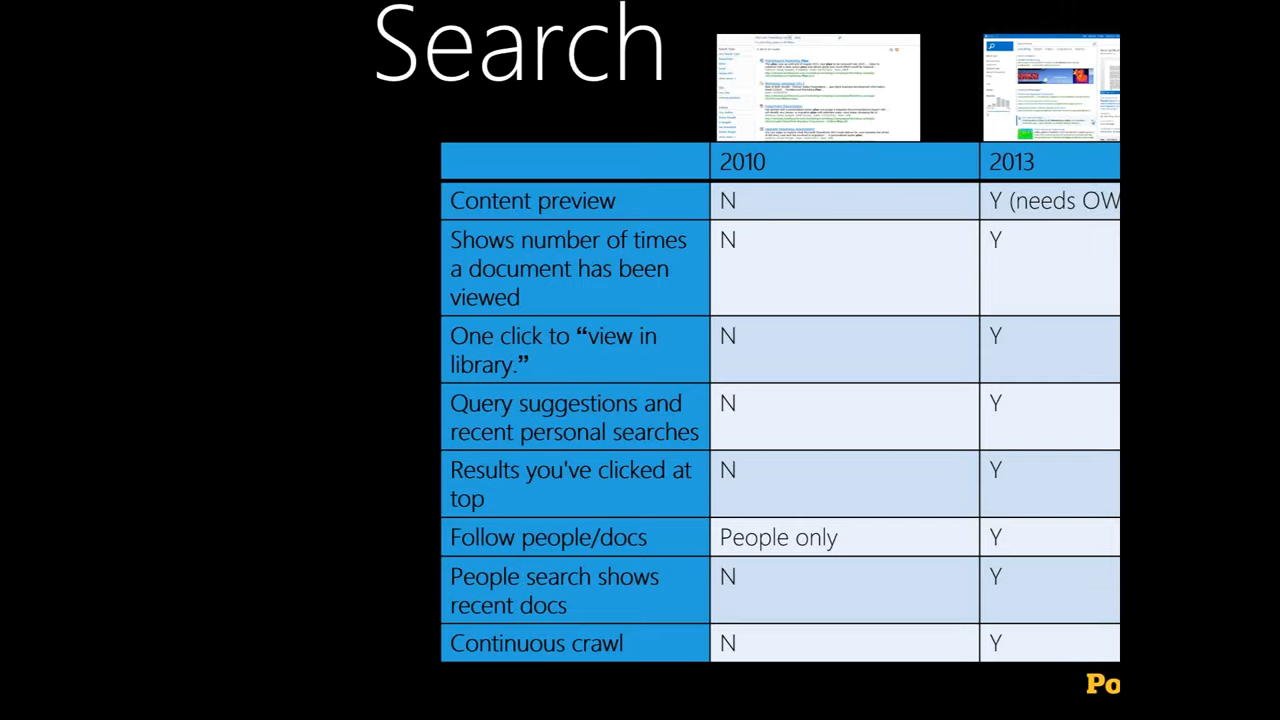 Search
2010
2013
Content preview
N
Y (needs OW
Shows number of times
a document has been
viewed
N
Y
One click to “view in
library.”
N
Y
Query suggestions and
recent personal searches
N
Y
Results you've clicked at
top
N
Y
Follow people/docs
People only
Y
People search shows
recent docs
N
Y
Continuous crawl
N
Y
Po